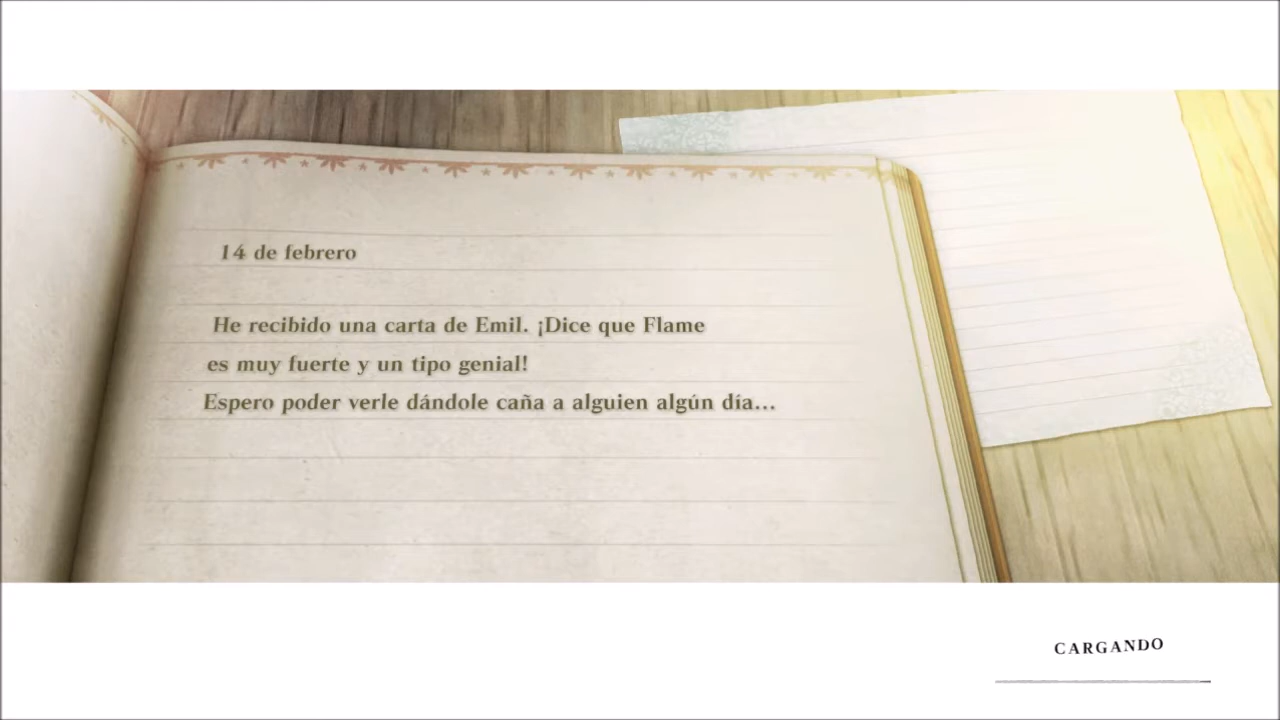 14 de febrero
He recibido una carta de Emil. ¡Dice que Flame
es muy fuerte y un tipo genial!
Espero poder verle dándole caña a alguien algún día...
CARGANDO